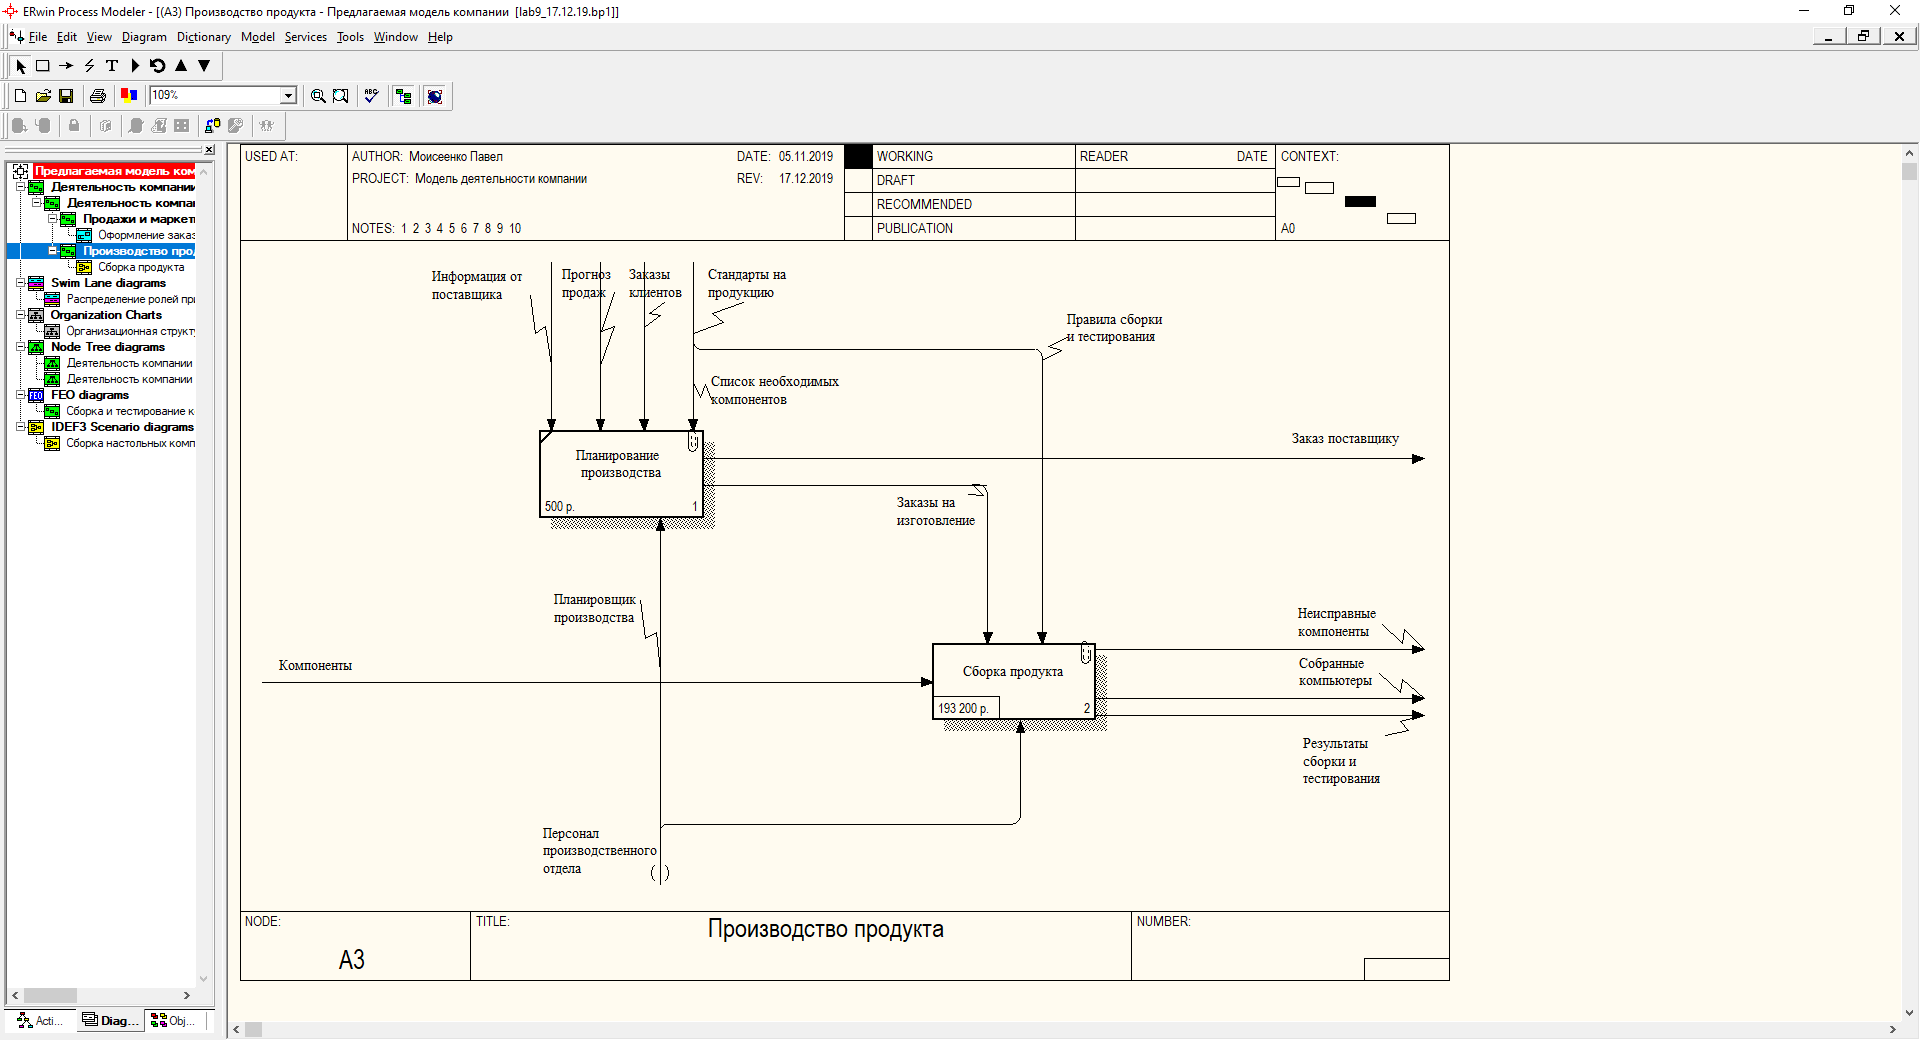 ERwin Process Modeler - [(A3) Производство продукта - Предлагаемая модель компании [lab9_17.12.19.bp1]]
File Edit View Diagram Dictionary Model Services Tools Window Help
109%
Предлагаемая модель ком
Деятельность компании
Деятельность компа
Продажи и маркет
Оформление заказ
Производство про
Сборка продукта
Swim Lane diagrams
Распределение ролей пр
Organization Charts
Организационная структ
Node Tree diagrams
Деятельность компании
Деятельность компании
FEO diagrams
FEO
Сборка и тестирование к
IDEF3 Scenario diagrams
Сборка настольных комп
Acti... Diag... Obj...
USED AT:
AUTHOR: Моисеенко Павел
DATE: 05.11.2019
PROJECT: Модель деятельности компании
REV: 17.12.2019
NOTES: 1 2 3 4 5 6 7 8 9 10
WORKING
DRAFT
RECOMMENDED
PUBLICATION
READER DATE
CONTEXT:
A0
Информация от
поставщика
Прогноз
продаж
Заказы
клиентов
Стандарты на
продукцию
Правила сборки
и тестирования
Список необходимых
компонентов
Планирование
производства
500 р. 1
Заказ поставщику
Заказы на
изготовление
Планировщик
производства
Компоненты
Сборка продукта
193 200 р. 2
Неисправные
компоненты
Собранные
компьютеры
Результаты
сборки и
тестирования
Персонал
производственного
отдела
NODE:
A3
TITLE:
Производство продукта
NUMBER: